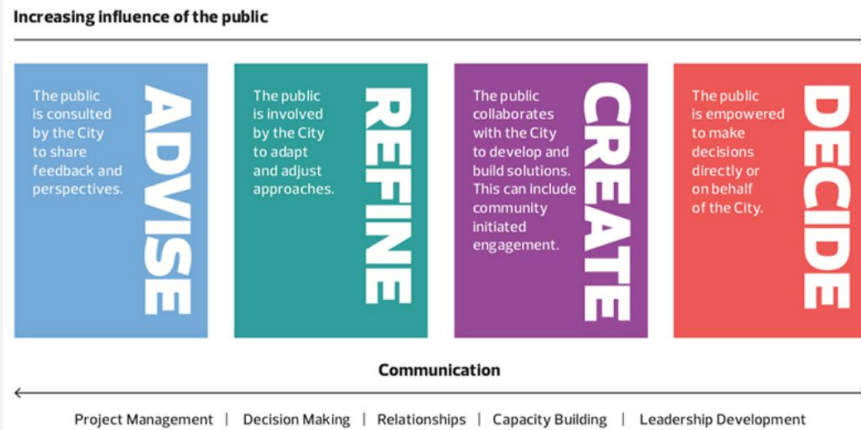 Increasing influence of the public
The public
is consulted
by the City
to share
feedback and
perspectives.
ADVISE
The public
is involved
by the City
to adapt
and adjust
approaches.
REFINE
The public
collaborates
with the City
to develop and
build solutions.
This can include
community
initiated
engagement.
CREATE
The public
is empowered
to make
decisions
directly or
on behalf
of the City.
DECIDE
Communication
Project Management | Decision Making | Relationships | Capacity Building | Leadership Development